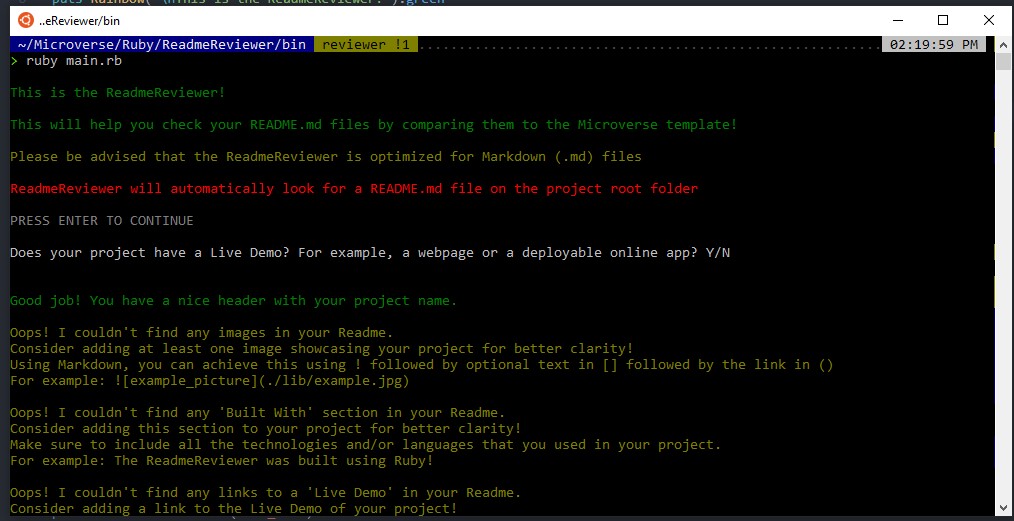 puts Rainbow("\nThis is the ReadmeReviewer!").green
..eReviewer/bin
~/Microverse/Ruby/ReadmeReviewer/bin reviewer !1 02:19:59 PM
> ruby main.rb
This is the ReadmeReviewer!
This will help you check your README.md files by comparing them to the Microverse template!
Please be advised that the ReadmeReviewer is optimized for Markdown (.md) files
ReadmeReviewer will automatically look for a README.md file on the project root folder
PRESS ENTER TO CONTINUE
Does your project have a Live Demo? For example, a webpage or a deployable online app? Y/N
Good job! You have a nice header with your project name.
Oops! I couldn't find any images in your Readme.
Consider adding at least one image showcasing your project for better clarity!
Using Markdown, you can achieve this using ! followed by optional text in [] followed by the link in ()
For example: ![example_picture](./lib/example.jpg)
Oops! I couldn't find any 'Built With' section in your Readme.
Consider adding this section to your project for better clarity!
Make sure to include all the technologies and/or languages that you used in your project.
For example: The ReadmeReviewer was built using Ruby!
Oops! I couldn't find any links to a 'Live Demo' in your Readme.
Consider adding a link to the Live Demo of your project!